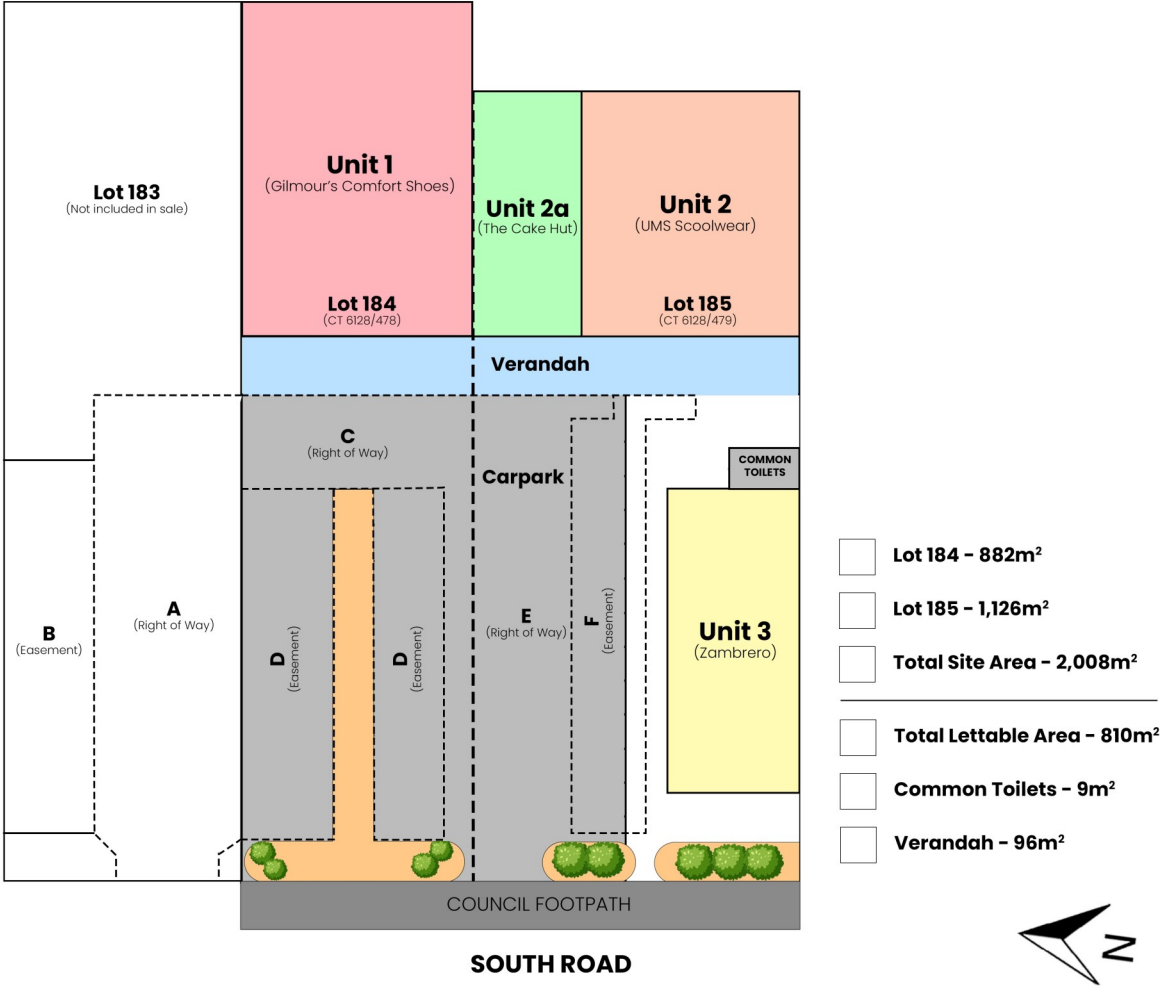 Unit 1
(Gilmour's Comfort Shoes)
Lot 183
(Not included in sale)
Unit 2a
(The Cake Hut)
Unit 2
(UMS Scoolwear)
Lot 184
(CT 6128/478)
Lot 185
(CT 6128/479)
Verandah
C
(Right of Way)
Carpark
COMMON
TOILETS
A
(Right of Way)
B
(Easement)
D
(Easement)
D
(Easement)
E
(Right of Way)
F
(Easement)
Unit 3
(Zambrero)
Lot 184 - 882m²
Lot 185 - 1,126m²
Total Site Area - 2,008m²
Total Lettable Area - 810m²
Common Toilets - 9m²
Verandah - 96m²
COUNCIL FOOTPATH
SOUTH ROAD
N